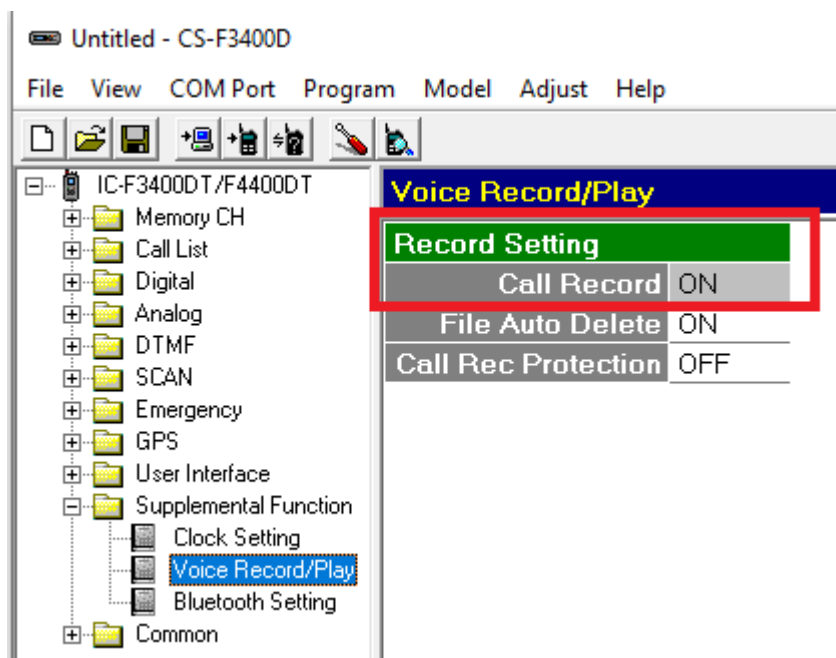 Untitled - CS-F3400D
File View COM Port Program Model Adjust Help
IC-F3400DT/F4400DT
Memory CH
Call List
Digital
Analog
DTMF
SCAN
Emergency
GPS
User Interface
Supplemental Function
Clock Setting
Voice Record/Play
Bluetooth Setting
Common
Voice Record/Play
Record Setting
Call Record ON
File Auto Delete ON
Call Rec Protection OFF